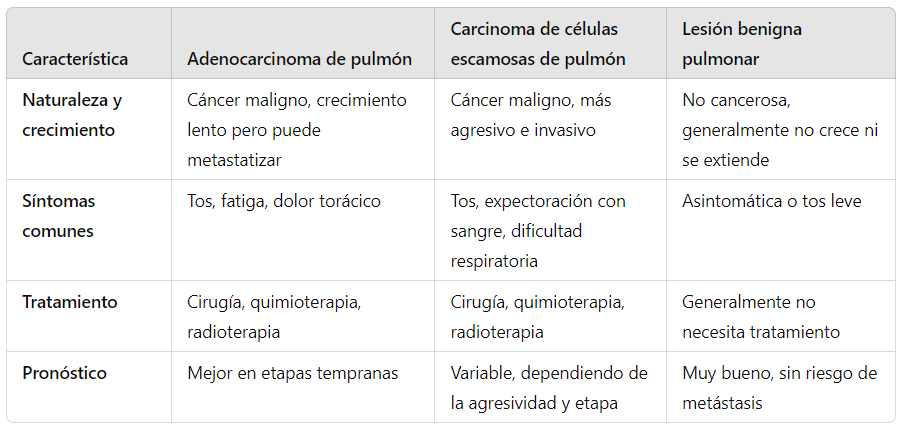 Característica
Adenocarcinoma de pulmón
Carcinoma de células
escamosas de pulmón
Lesión benigna
pulmonar
Naturaleza y
crecimiento
Cáncer maligno, crecimiento
lento pero puede
metastatizar
Cáncer maligno, más
agresivo e invasivo
No cancerosa,
generalmente no crece ni
se extiende
Síntomas
comunes
Tos, fatiga, dolor torácico
Tos, expectoración con
sangre, dificultad
respiratoria
Asintomática o tos leve
Tratamiento
Cirugía, quimioterapia,
radioterapia
Cirugía, quimioterapia,
radioterapia
Generalmente no
necesita tratamiento
Pronóstico
Mejor en etapas tempranas
Variable, dependiendo de
la agresividad y etapa
Muy bueno, sin riesgo de
metástasis